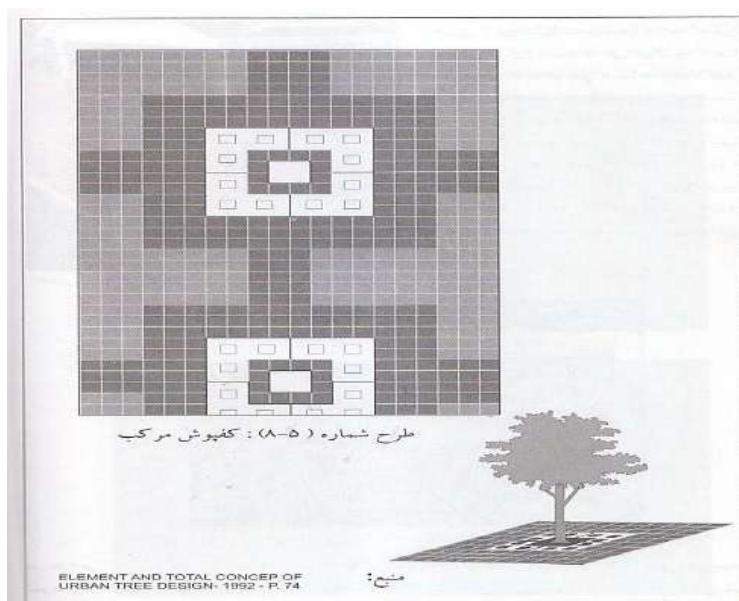 طرح شماره (۵-۸) : کفپوش مرکب
منبع:
ELEMENT AND TOTAL CONCEP OF
URBAN TREE DESIGN- 1992 - P. 74